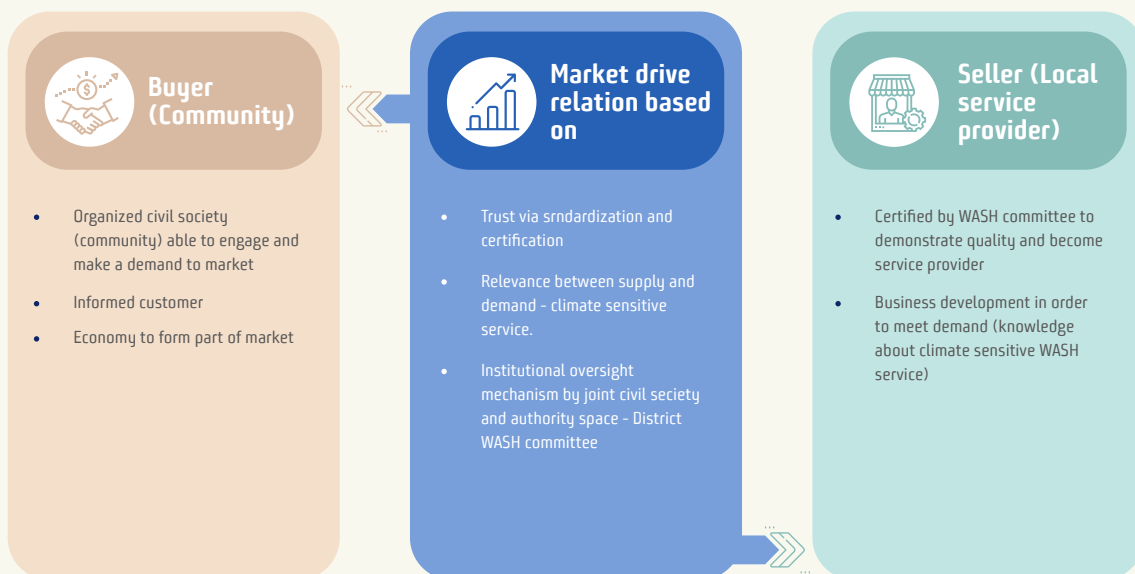 Buyer
(Community)
• Organized civil society
(community) able to engage and
make a demand to market
• Informed customer
• Economy to form part of market
Market drive
relation based
on
• Trust via srndardization and
certification
• Relevance between supply and
demand - climate sensitive
service.
• Institutional oversight
mechanism by joint civil seciety
and authority space - District
WASH committee
Seller (Local
service
provider)
• Certified by WASH committee to
demonstrate quality and become
service provider
• Business development in order
to meet demand (knowledge
about climate sensitive WASH
service)